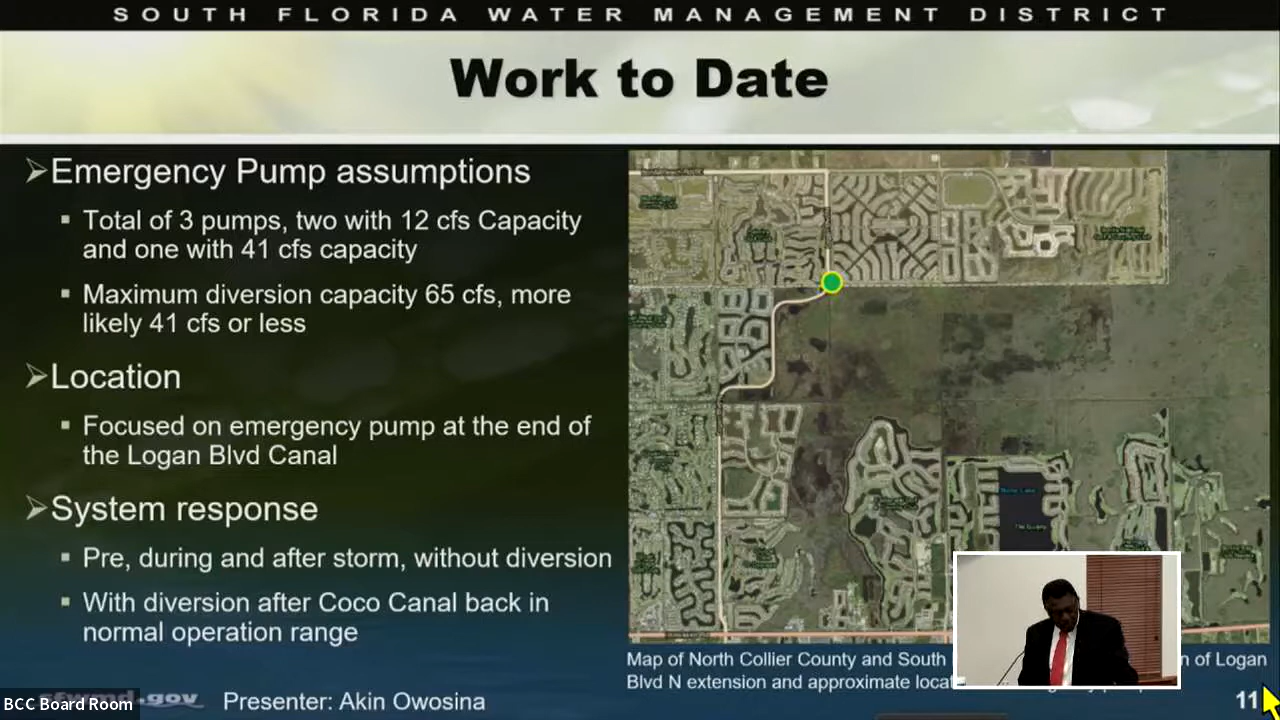 SOUTH FLORIDA WATER MANAGEMENT DISTRICT
Work to Date
Emergency Pump assumptions
Total of 3 pumps, two with 12 cfs Capacity
and one with 41 cfs capacity
Maximum diversion capacity 65 cfs, more
likely 41 cfs or less
Location
Focused on emergency pump at the end of
the Logan Blvd Canal
System response
Pre, during and after storm, without diversion
With diversion after Coco Canal back in
normal operation range
Map of North Collier County and South n of Logan
Blvd N extension and approximate
sfwmd.gov
Presenter: Akin Owosina
11
BCC Board Room